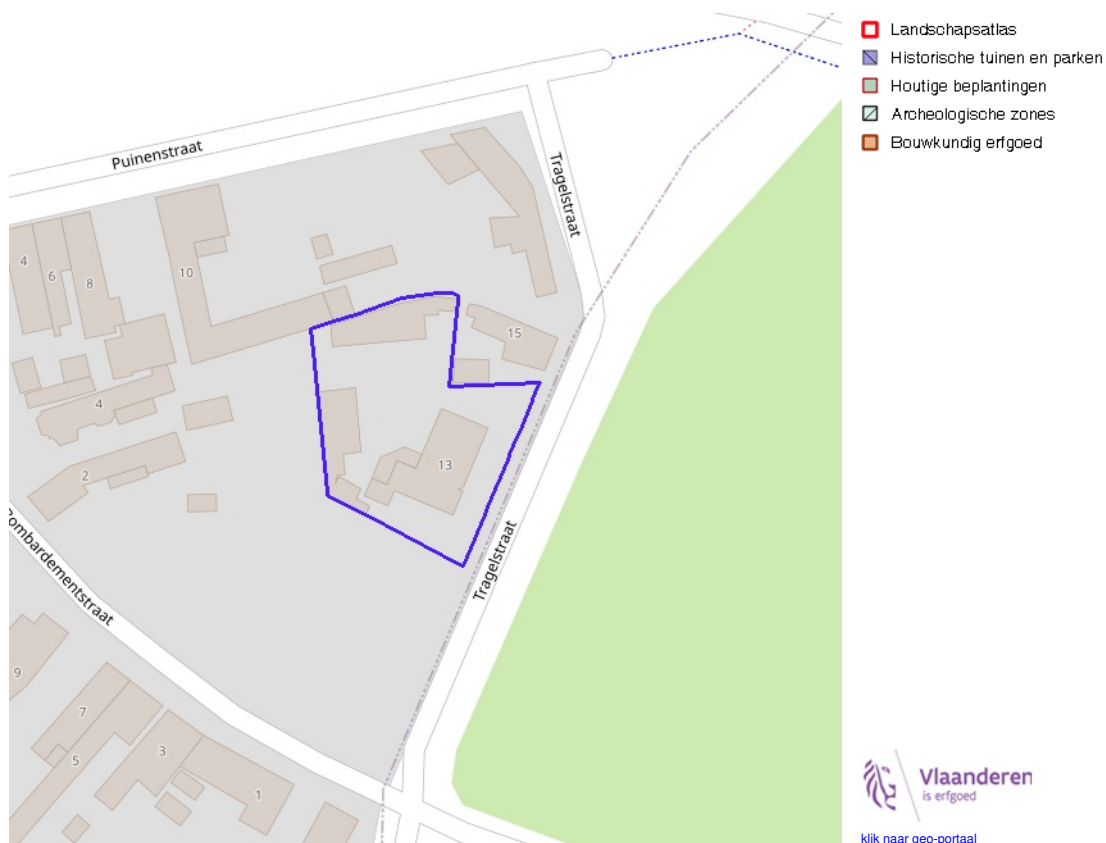 Puinenstraat
Tragelstraat
4
6
8
10
15
4
2
13
Bombardementstraat
Tragelstraat
9
7
5
3
1
Landschapsatlas
Historische tuinen en parken
Houtige beplantingen
Archeologische zones
Bouwkundig erfgoed
Vlaanderen
is erfgoed
klik naar geo-portaal